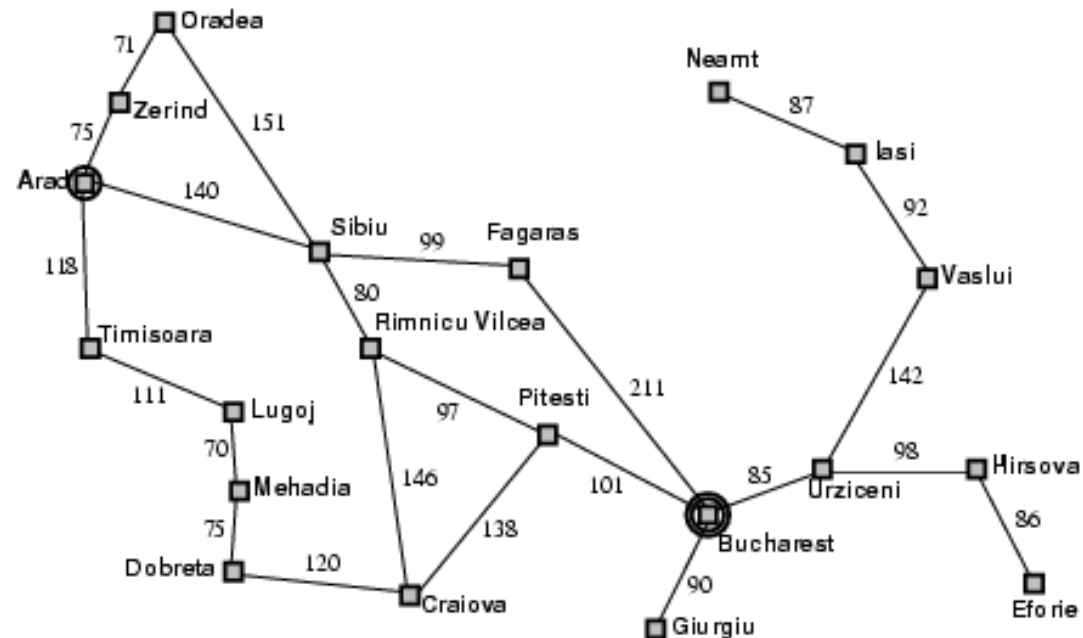 Oradea
71
Neamt
Zerind
87
75
151
Iasi
Arad
140
92
Sibiu
Fagaras
99
118
Vaslui
80
Timisoara
Rimnicu Vilcea
142
111
211
Lugoj
97
Pitesti
70
98
Hirsova
Mehadia
146
101
85
Urziceni
75
138
86
Bucharest
Dobreta
120
90
Craiova
Eforie
Giurgiu